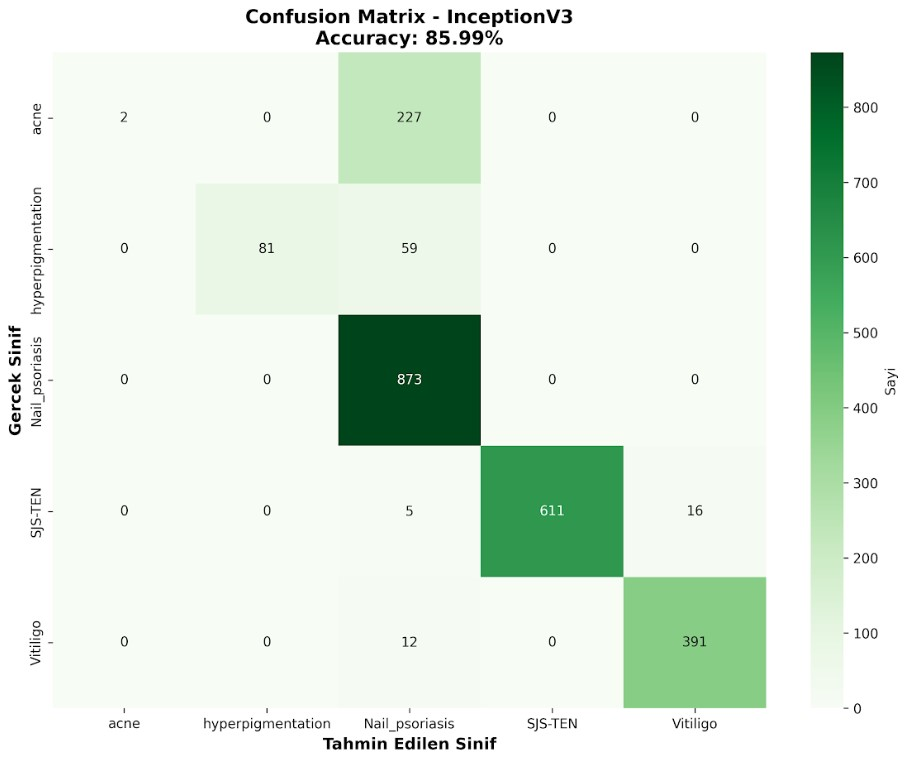 Confusion Matrix - InceptionV3
Accuracy: 85.99%
Gercek Sinif
acne
2 0 227 0 0
hyperpigmentation
0 81 59 0 0
Nail_psoriasis
0 0 873 0 0
SJS-TEN
0 0 5 611 16
Vitiligo
0 0 12 0 391
acne hyperpigmentation Nail_psoriasis SJS-TEN Vitiligo
Tahmin Edilen Sinif
800
700
600
500
400
300
200
100
0
Sayi